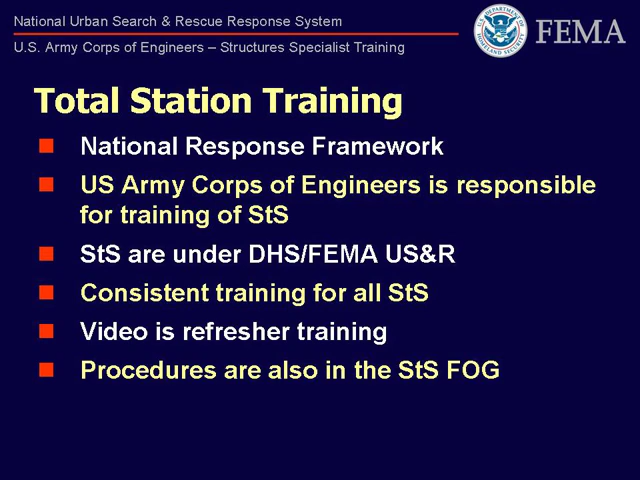 National Urban Search & Rescue Response System
U.S. Army Corps of Engineers – Structures Specialist Training
FEMA
Total Station Training
National Response Framework
US Army Corps of Engineers is responsible
for training of StS
StS are under DHS/FEMA US&R
Consistent training for all StS
Video is refresher training
Procedures are also in the StS FOG